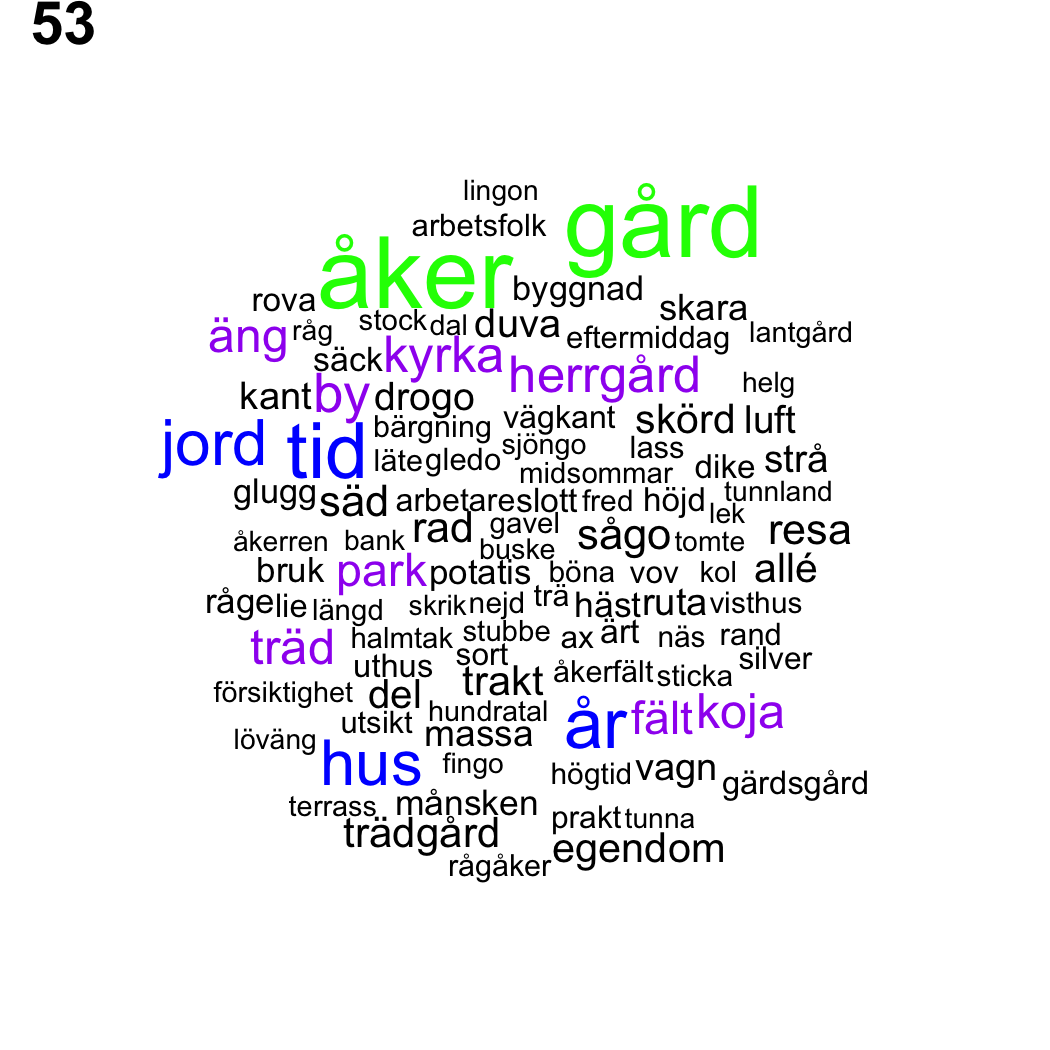 53
lingon
arbetsfolk gård
åker byggnad
rova skara
stock dal duva
äng råg eftermiddag lantgård
säck kyrka herrgård helg
kant by drogo
vägkant skörd luft
jord tid bärgning
sjöngo lass
läte gledo midsommar dike strå
glugg säd arbetare slott fred höjd tunnland
rad gavel sågo lek resa
åkerren bank buske tomte
bruk park potatis böna vov kol allé
råge lie längd skrik nejd trä häst ruta visthus
träd halmtak stubbe ax ärt näs rand
uthus sort silver
trakt åkerfält sticka
försiktighet del
utsikt hundratal år fält koja
löväng massa
hus fingo högtid vagn gärdsgård
terrass månsken
trädgård prakt tunna
rågåker egendom